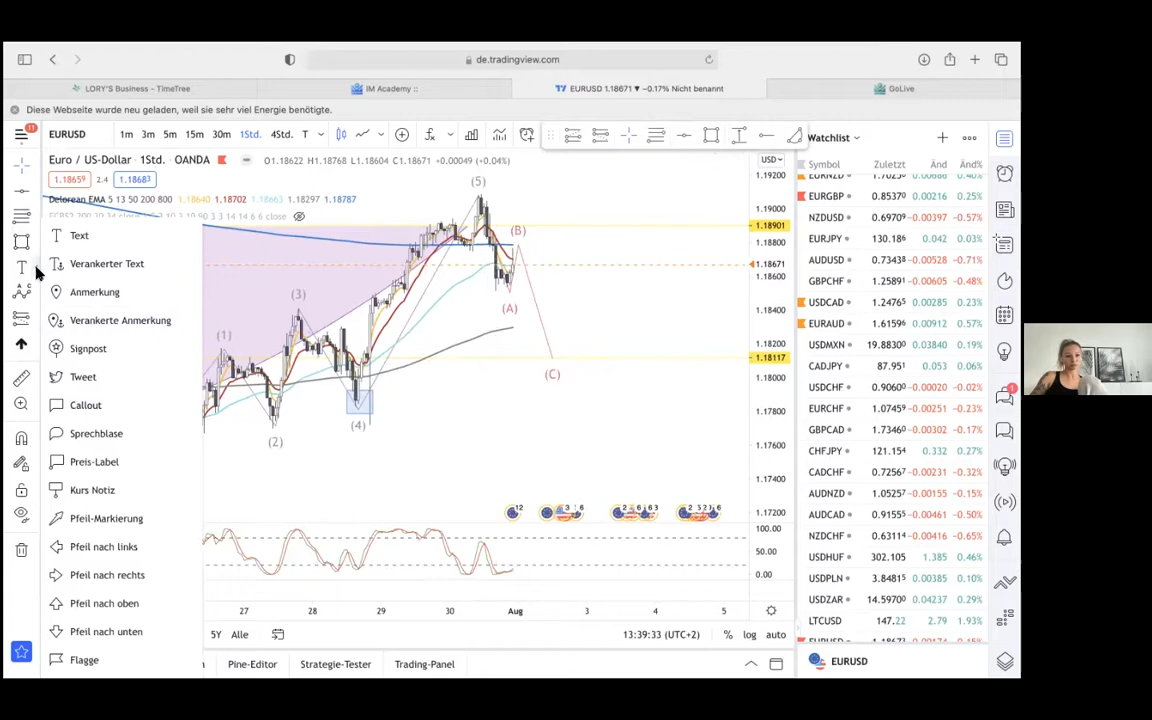 de.tradingview.com
LORY'S Business - TimeTree
IM Academy ::
EURUSD 1.18671 ▼ −0.17% Nicht benannt
GoLive
Diese Webseite wurde neu geladen, weil sie sehr viel Energie benötigte.
11
EURUSD
1m 3m 5m 15m 30m 1Std. 4Std. T
Watchlist
Euro / US-Dollar · 1Std. · OANDA
O1.18622 H1.18768 L1.18604 C1.18671 +0.00049 (+0.04%)
USD
Symbol Zuletzt Änd Änd%
1.18659 2.4 1.18683
Delorean EMA 5 13 50 200 800 1.18640 1.18702 1.18663 1.18297 1.18787
Text
Verankerter Text
Anmerkung
Verankerte Anmerkung
Signpost
Tweet
Callout
Sprechblase
Preis-Label
Kurs Notiz
Pfeil-Markierung
Pfeil nach links
Pfeil nach rechts
Pfeil nach oben
Pfeil nach unten
Flagge
(1)
(2)
(3)
(4)
(5)
(A)
(B)
(C)
1.19200
1.19000
1.18901
1.18800
1.18671
1.18600
1.18400
1.18200
1.18117
1.18000
1.17800
1.17600
1.17400
1.17200
100.00
50.00
0.00
27 28 29 30 Aug 3 4 5
5Y Alle
13:39:33 (UTC+2) % log auto
Pine-Editor Strategie-Tester Trading-Panel
EURGBP 0.85370 0.00216 0.25%
NZDUSD 0.69709 −0.00397 −0.57%
EURJPY 130.186 0.042 0.03%
AUDUSD 0.73438 −0.00528 −0.71%
GBPCHF 1.25891 −0.00605 −0.48%
USDCAD 1.24765 0.00285 0.23%
EURAUD 1.61596 0.00912 0.57%
USDMXN 19.8830 0.03840 0.19%
CADJPY 87.951 0.053 0.06%
USDCHF 0.90600 −0.00020 −0.02%
EURCHF 1.07459 −0.00251 −0.23%
GBPCAD 1.73460 −0.00302 −0.17%
CHFJPY 121.154 0.332 0.27%
CADCHF 0.72567 −0.00231 −0.32%
AUDNZD 1.05257 −0.00155 −0.15%
AUDCAD 0.91555 −0.00461 −0.50%
NZDCHF 0.63114 −0.00416 −0.65%
USDHUF 302.105 1.385 0.46%
USDPLN 3.84815 0.00385 0.10%
USDZAR 14.59700 0.04237 0.29%
LTCUSD 147.22 2.79 1.93%
EURUSD
1